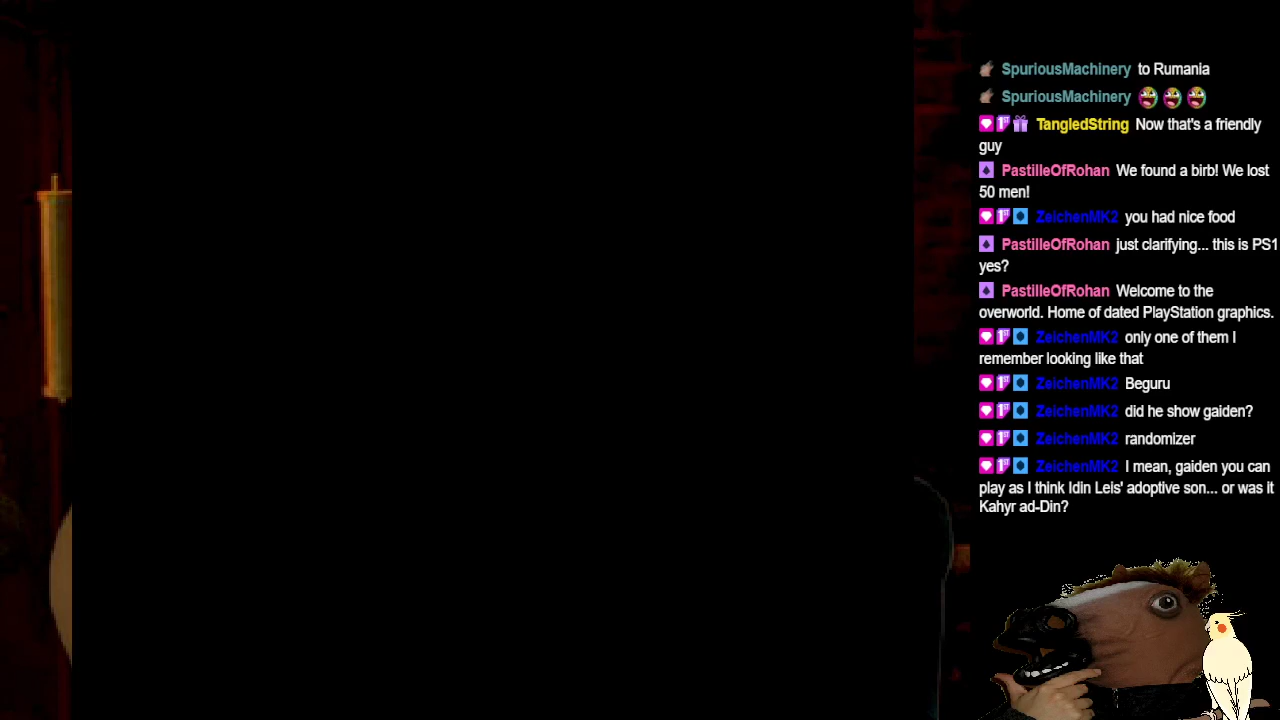 SpuriousMachinery to Rumania
SpuriousMachinery
TangledString Now that's a friendly
guy
PastilleOfRohan We found a birb! We lost
50 men!
ZeichenMK2 you had nice food
PastilleOfRohan just clarifying... this is PS1
yes?
PastilleOfRohan Welcome to the
overworld. Home of dated PlayStation graphics.
ZeichenMK2 only one of them I
remember looking like that
ZeichenMK2 Beguru
ZeichenMK2 did he show gaiden?
ZeichenMK2 randomizer
ZeichenMK2 I mean, gaiden you can
play as I think Idin Leis' adoptive son... or was it
Kahyr ad-Din?